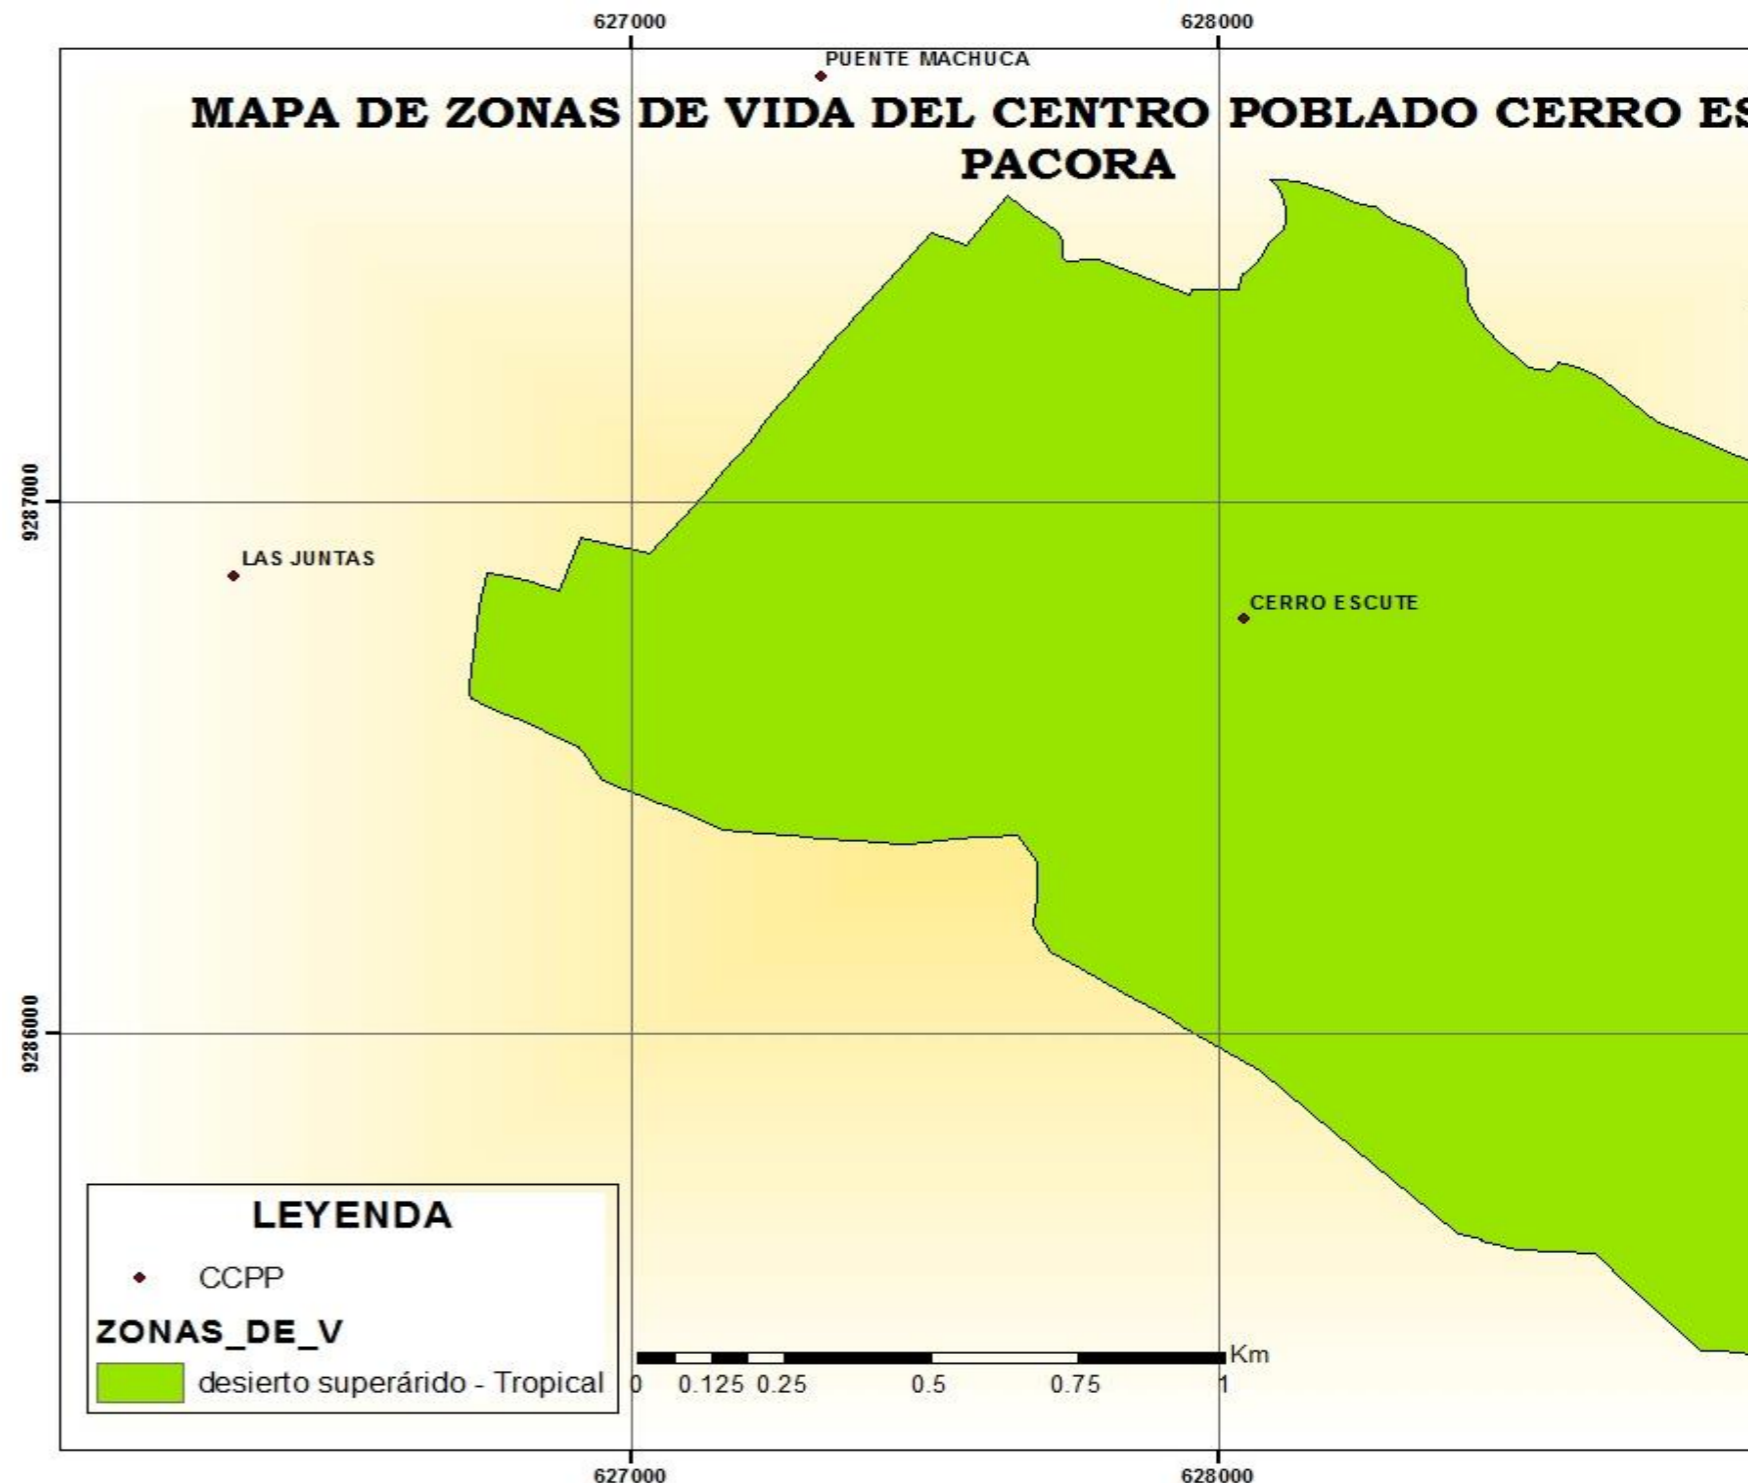 627000 628000
PUENTE MACHUCA
MAPA DE ZONAS DE VIDA DEL CENTRO POBLADO CERRO ES
PACORA
9287000
LAS JUNTAS
CERRO ESCUTE
9286000
LEYENDA
CCPP
ZONAS_DE_V
desierto superárido - Tropical
Km
0 0.125 0.25 0.5 0.75 1
627000 628000